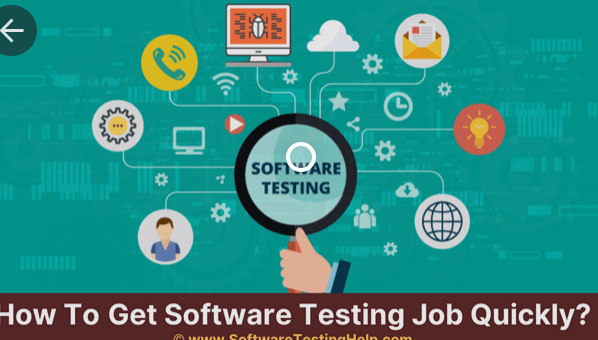 SOFTWARE
TESTING
How To Get Software Testing Job Quickly?
© www.SoftwareTestingHelp.com